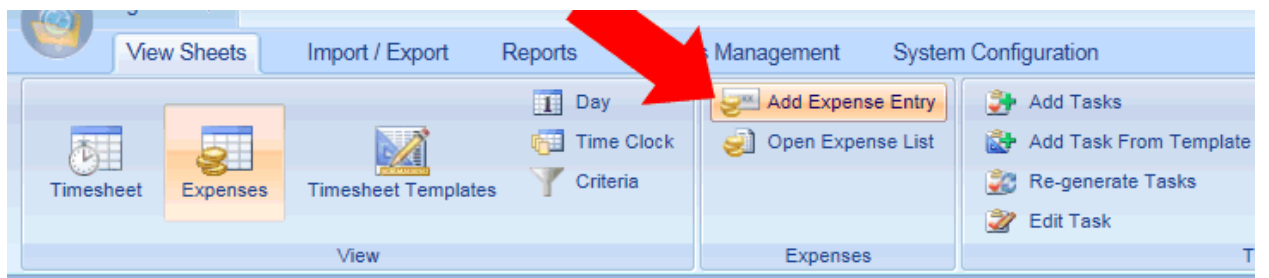 View Sheets Import / Export Reports Management System Configuration
Day Add Expense Entry Add Tasks
Time Clock Open Expense List Add Task From Template
Timesheet Expenses Timesheet Templates Criteria Re-generate Tasks
Edit Task
View Expenses T